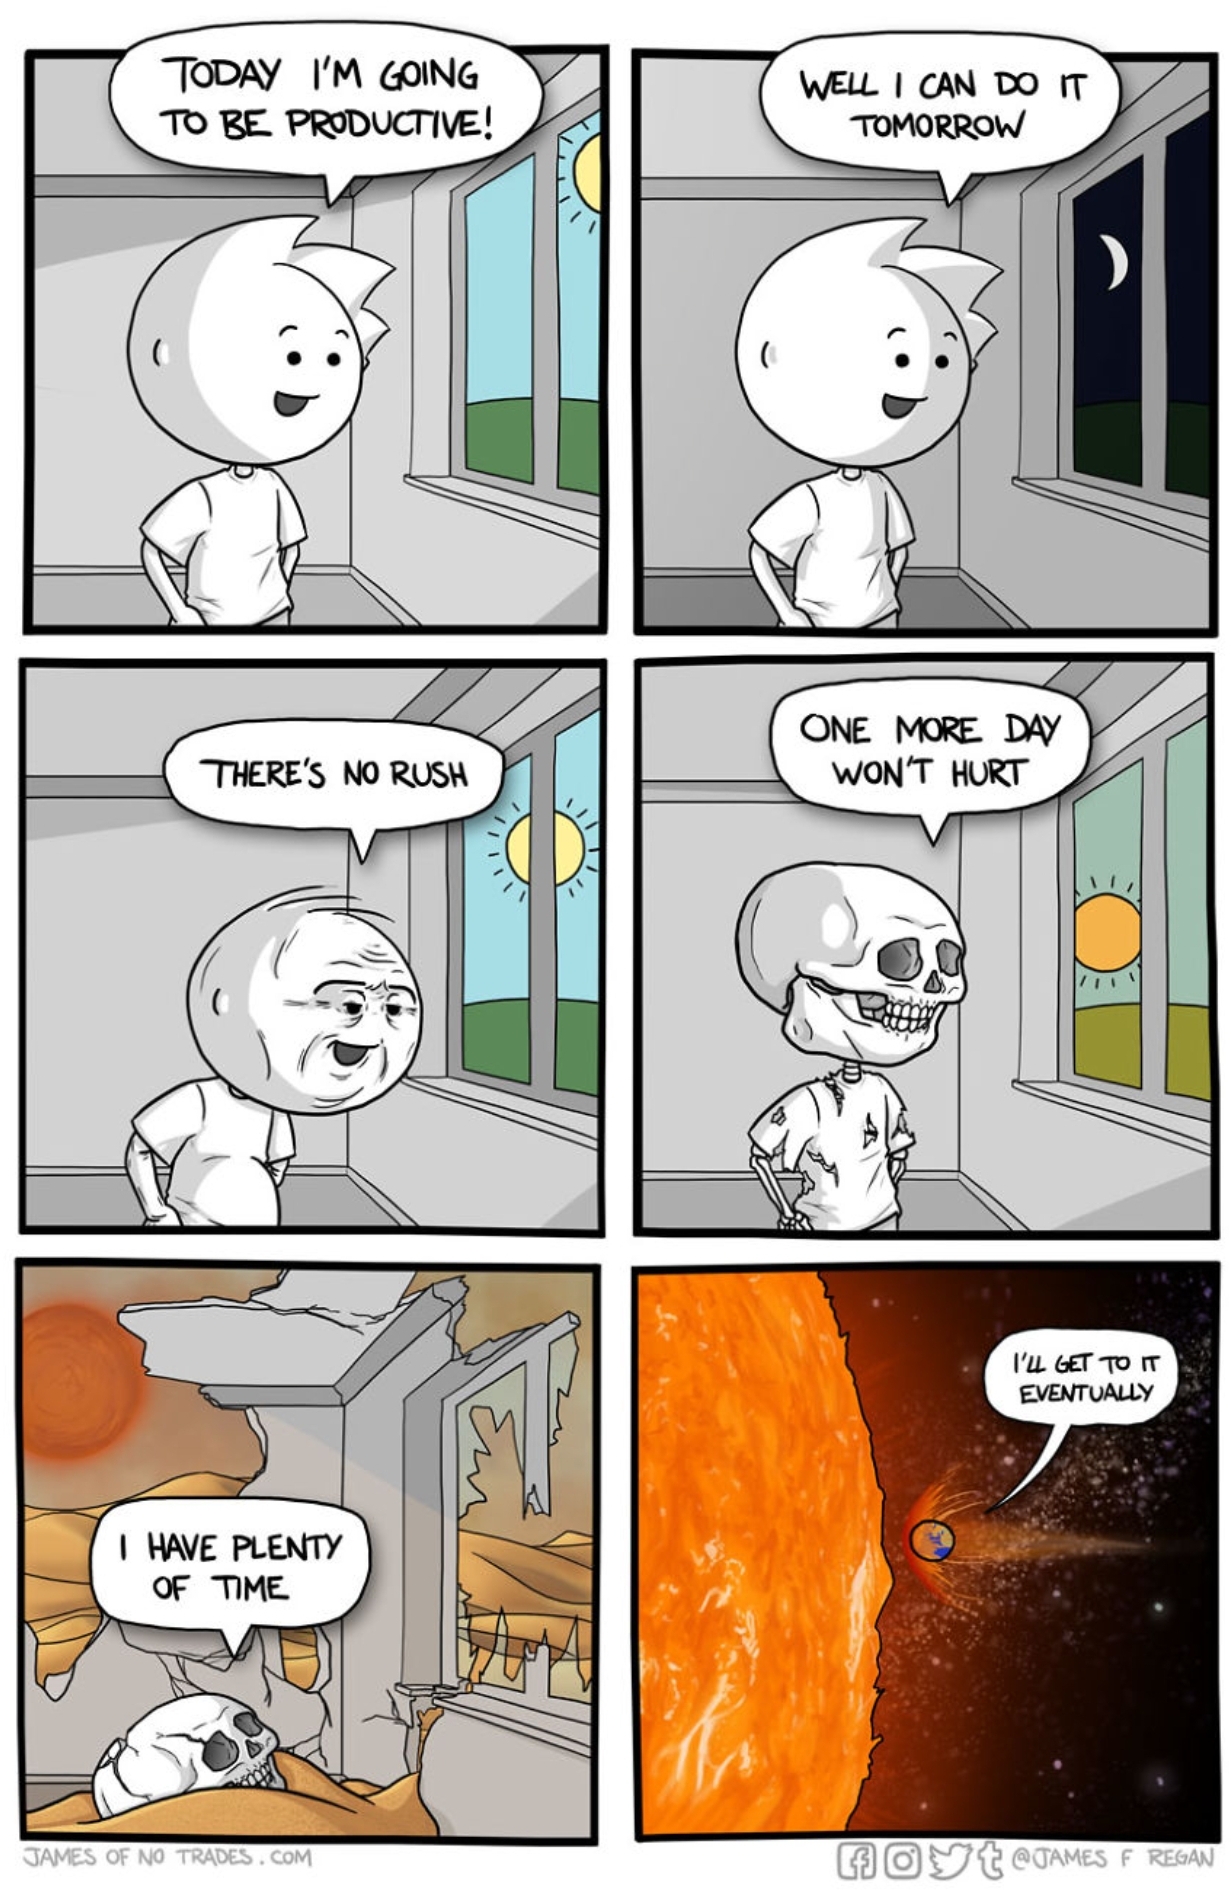 TODAY I'M GOING
TO BE PRODUCTIVE!
WELL I CAN DO IT
TOMORROW
THERE'S NO RUSH
ONE MORE DAY
WON'T HURT
I HAVE PLENTY
OF TIME
I'LL GET TO IT
EVENTUALLY
JAMES OF NO TRADES.COM
@JAMES F REGAN